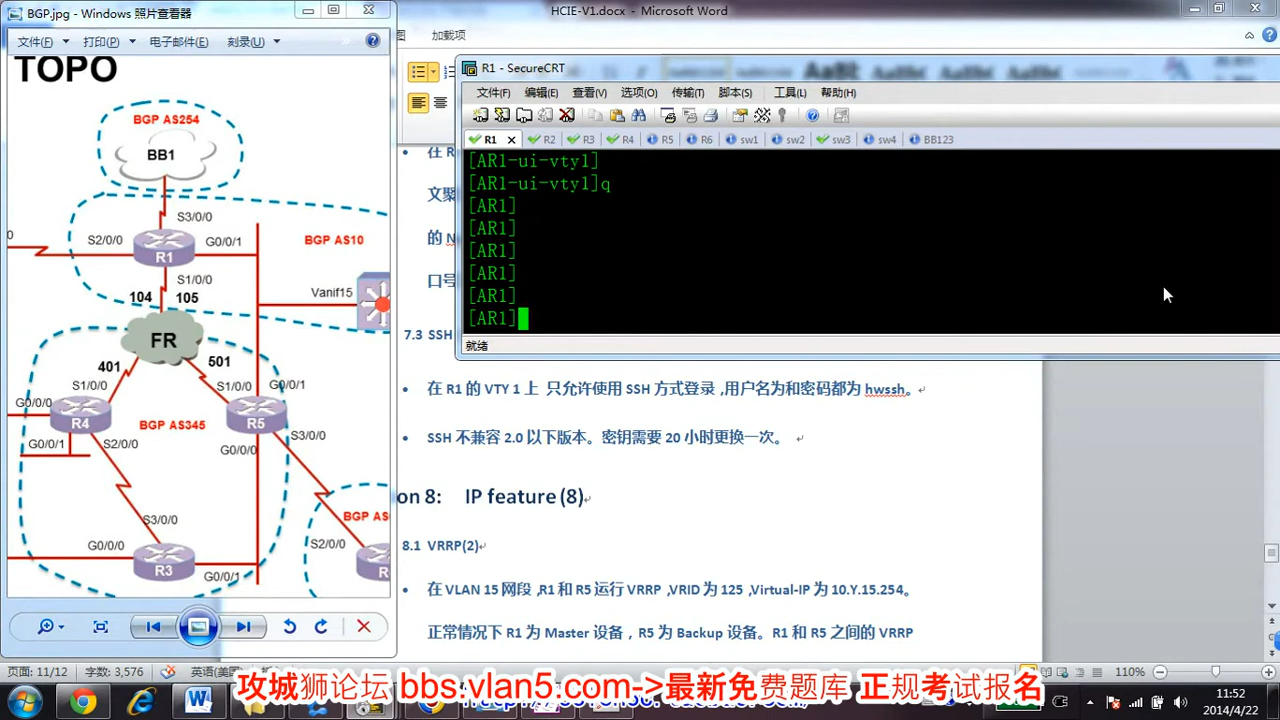 BGP.jpg - Windows 照片查看器
文件(F)
打印(P)
电子邮件(E)
刻录(U)
TOPO
BGP AS254
BB1
S3/0/0
S2/0/0
G0/0/1
BGP AS10
R1
S1/0/0
Vanif15
104
105
FR
401
501
S1/0/0
S1/0/0
G0/0/1
G0/0/0
R4
BGP AS345
R5
G0/0/1
S2/0/0
G0/0/0
S3/0/0
S3/0/0
BGP AS
S2/0/0
G0/0/0
R3
G0/0/1
HCIE-V1.docx - Microsoft Word
加载项
R1 - SecureCRT
文件(F)
编辑(E)
查看(V)
选项(O)
传输(T)
脚本(S)
工具(L)
帮助(H)
R1
R2
R3
R4
R5
R6
sw1
sw2
sw3
sw4
BB123
[AR1-ui-vty1]
[AR1-ui-vty1]q
[AR1]
[AR1]
[AR1]
[AR1]
[AR1]
[AR1]
就绪
在 R
文聚
的 N
口号
7.3 SSH
在 R1 的 VTY 1 上 只允许使用 SSH 方式登录 ,用户名为和密码都为 hwssh。
SSH 不兼容 2.0 以下版本。密钥需要 20 小时更换一次。
on 8: IP feature (8)
8.1 VRRP(2)
在 VLAN 15 网段 ,R1 和 R5 运行 VRRP ,VRID 为 125 ,Virtual-IP 为 10.Y.15.254。
正常情况下 R1 为 Master 设备，R5 为 Backup 设备。R1 和 R5 之间的 VRRP
页面: 11/12
字数: 3,576
英语(美国)
110%
攻城狮论坛 bbs.vlan5.com->最新免费题库 正规考试报名
11:52
2014/4/22